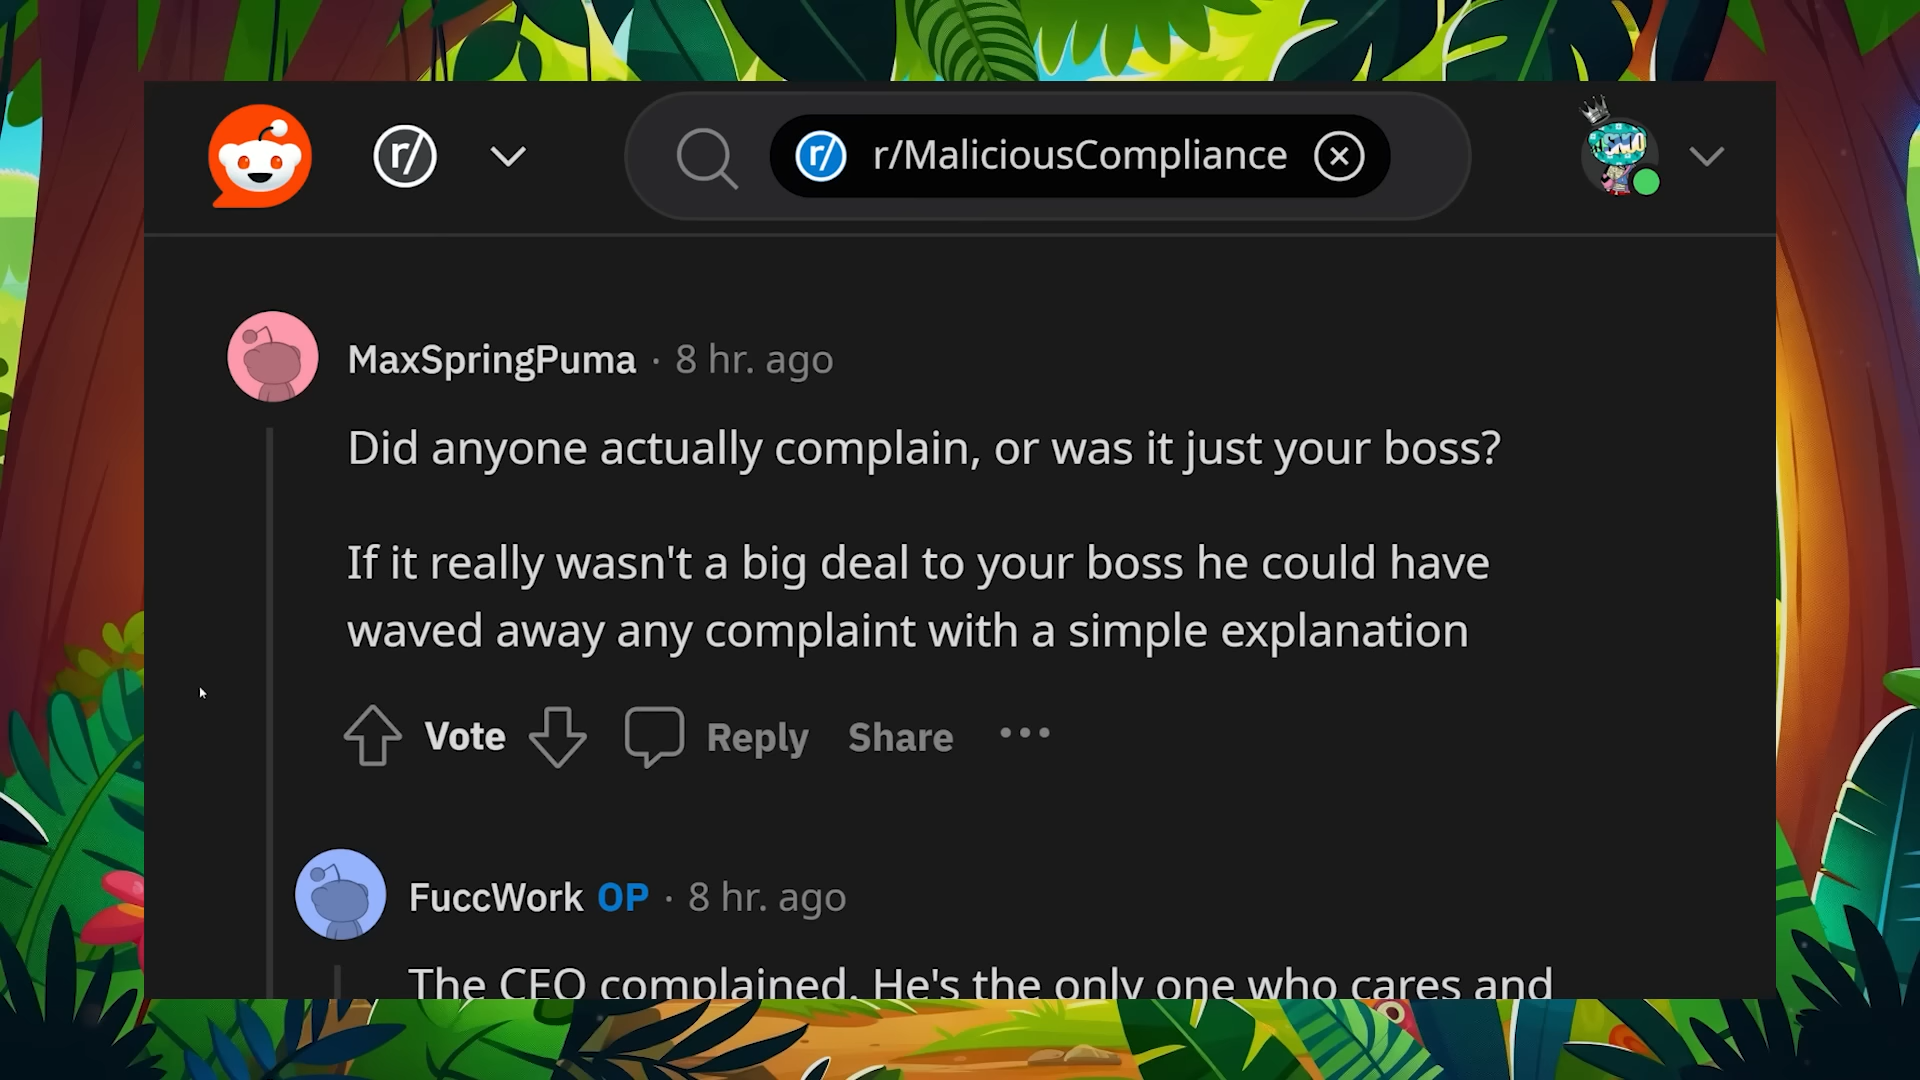 r/ r/ r/MaliciousCompliance
MaxSpringPuma · 8 hr. ago
Did anyone actually complain, or was it just your boss?
If it really wasn't a big deal to your boss he could have
waved away any complaint with a simple explanation
Vote Reply Share ···
FuccWork OP · 8 hr. ago
The CEO complained. He's the only one who cares and